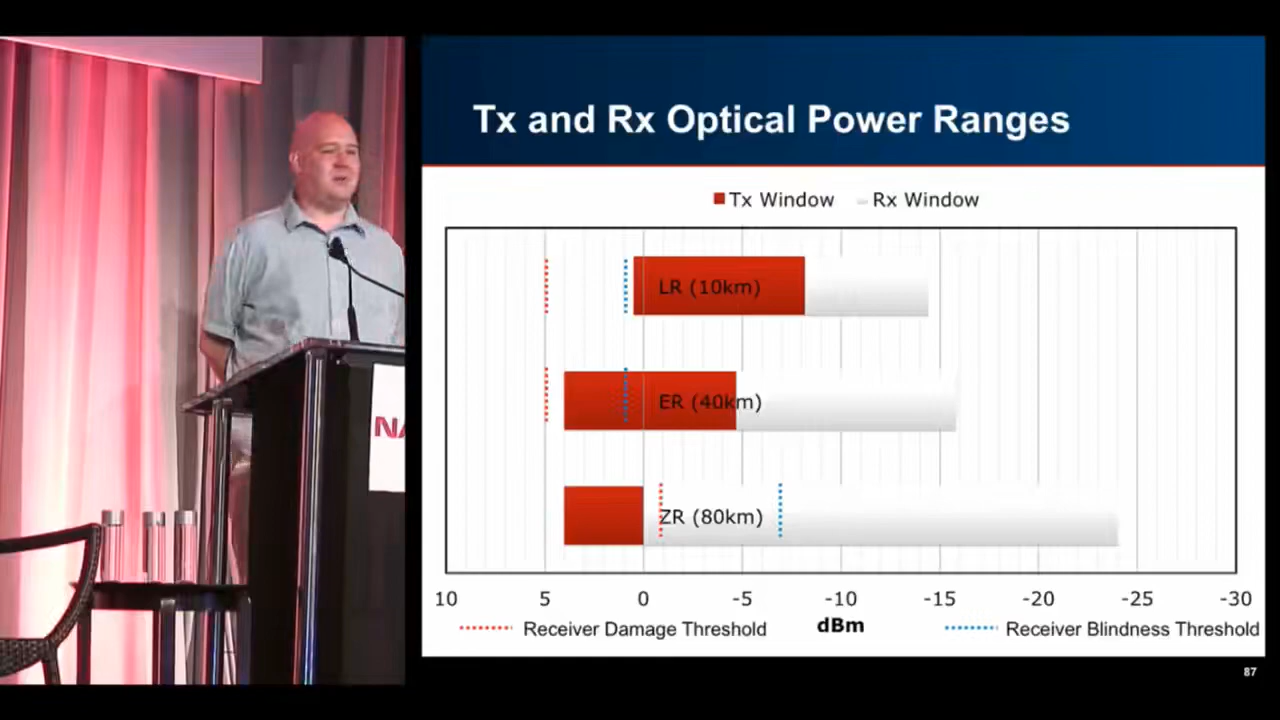 Tx and Rx Optical Power Ranges
Tx Window Rx Window
LR (10km)
ER (40km)
ZR (80km)
10 5 0 -5 -10 -15 -20 -25 -30
dBm
Receiver Damage Threshold Receiver Blindness Threshold
87
NA